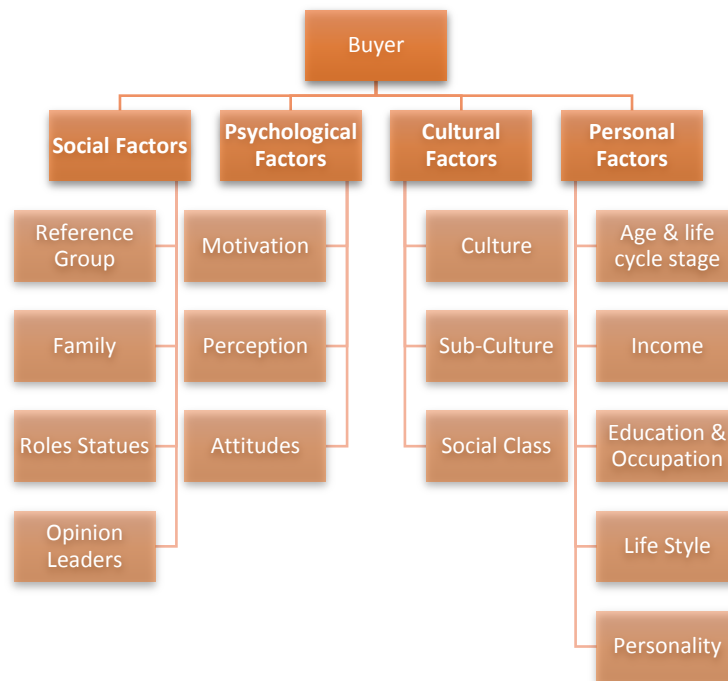 Buyer
Social Factors
Psychological
Factors
Cultural
Factors
Personal
Factors
Reference
Group
Family
Roles Statues
Opinion
Leaders
Motivation
Perception
Attitudes
Culture
Sub-Culture
Social Class
Age & life
cycle stage
Income
Education &
Occupation
Life Style
Personality